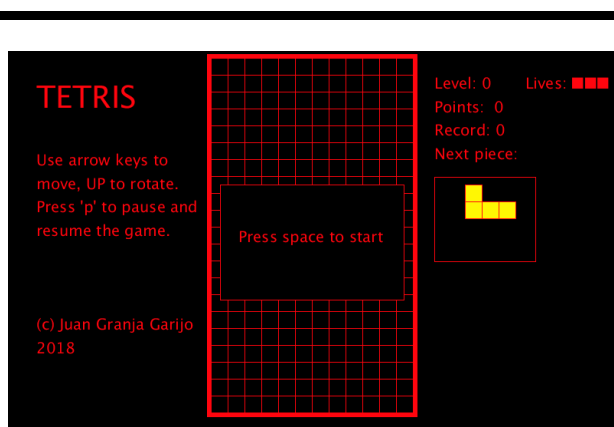 TETRIS
Use arrow keys to
move, UP to rotate.
Press 'p' to pause and
resume the game.
(c) Juan Granja Garijo
2018
Press space to start
Level: 0 Lives:
Points: 0
Record: 0
Next piece: